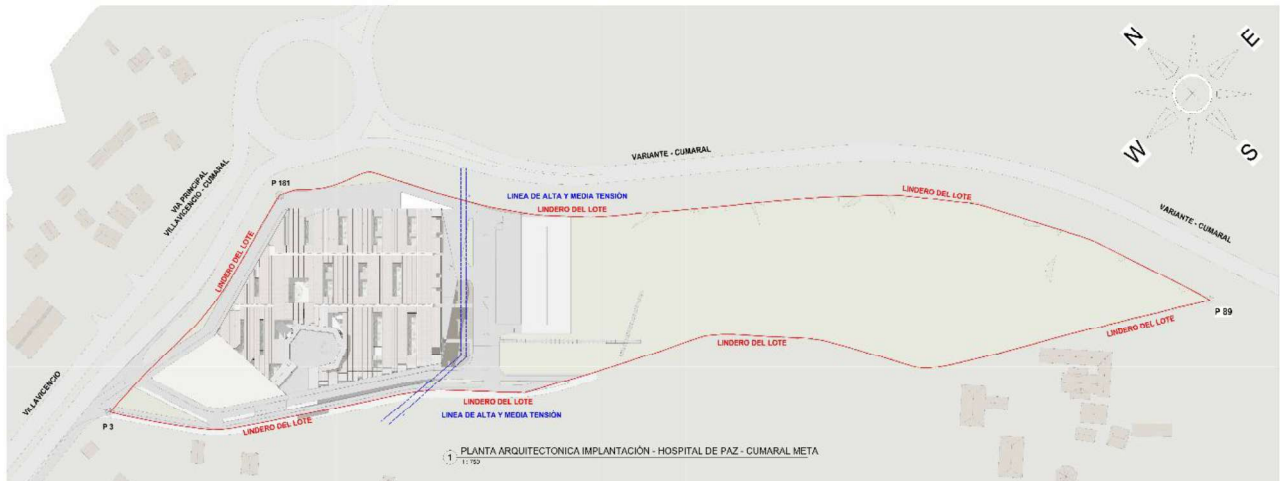 N
E
W
S
VARIANTE - CUMARAL
VIA PRINCIPAL
VILLAVICENCIO - CUMARAL
P 181
LINEA DE ALTA Y MEDIA TENSIÓN
LINDERO DEL LOTE
LINDERO DEL LOTE
VARIANTE - CUMARAL
LINDERO DEL LOTE
P 89
LINDERO DEL LOTE
LINDERO DEL LOTE
VILLAVICENCIO
P 3
LINDERO DEL LOTE
LINEA DE ALTA Y MEDIA TENSIÓN
LINDERO DEL LOTE
1 PLANTA ARQUITECTONICA IMPLANTACIÓN - HOSPITAL DE PAZ - CUMARAL META
1 : 750